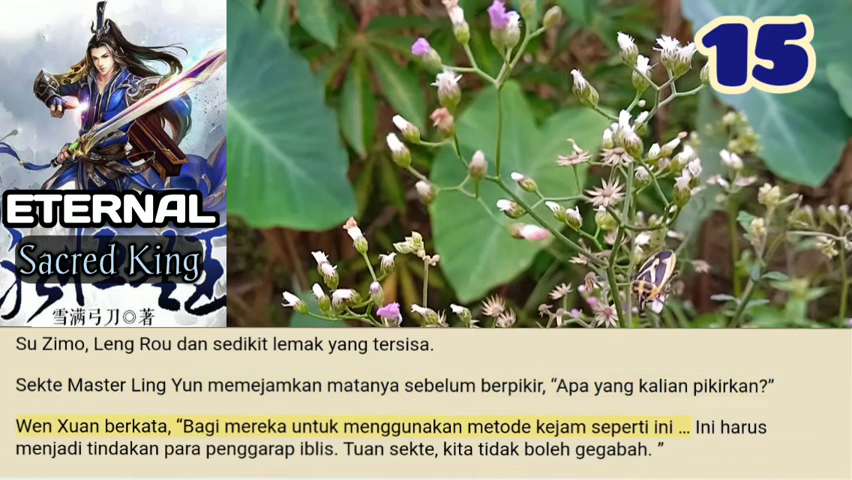 15
ETERNAL
Sacred King
雪满弓刀◎著
Su Zimo, Leng Rou dan sedikit lemak yang tersisa.
Sekte Master Ling Yun memejamkan matanya sebelum berpikir, “Apa yang kalian pikirkan?”
Wen Xuan berkata, “Bagi mereka untuk menggunakan metode kejam seperti ini ... Ini harus
menjadi tindakan para penggarap iblis. Tuan sekte, kita tidak boleh gegabah. ”